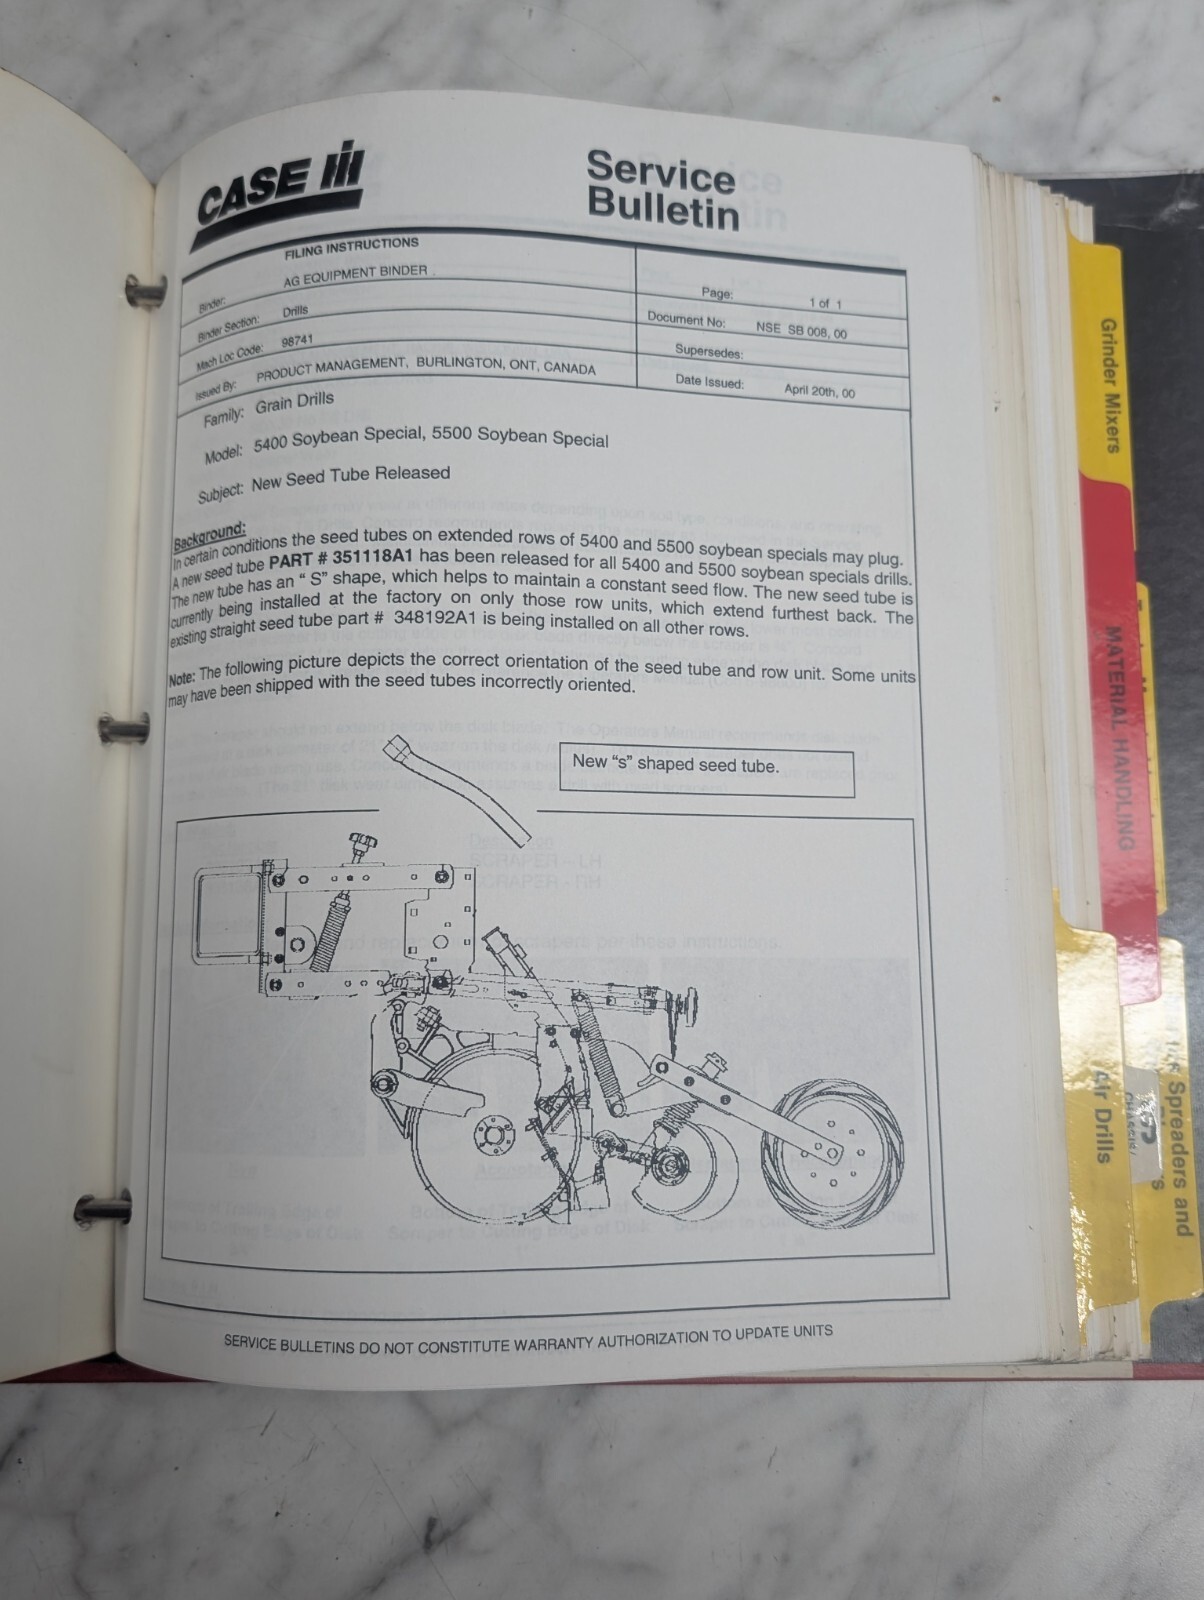 CASE IH
Service
Bulletin
FILING INSTRUCTIONS
Binder: AG EQUIPMENT BINDER
Page: 1 of 1
Binder Section: Drills
Document No: NSE SB 008, 00
Mach Loc Code: 98741
Supersedes:
Issued By: PRODUCT MANAGEMENT, BURLINGTON, ONT, CANADA
Date Issued: April 20th, 00
Family: Grain Drills
Model: 5400 Soybean Special, 5500 Soybean Special
Subject: New Seed Tube Released
Background:
In certain conditions the seed tubes on extended rows of 5400 and 5500 soybean specials may plug.
A new seed tube PART # 351118A1 has been released for all 5400 and 5500 soybean specials drills.
The new tube has an “ S” shape, which helps to maintain a constant seed flow. The new seed tube is
currently being installed at the factory on only those row units, which extend furthest back. The
existing straight seed tube part # 348192A1 is being installed on all other rows.
Note: The following picture depicts the correct orientation of the seed tube and row unit. Some units
may have been shipped with the seed tubes incorrectly oriented.
New “s” shaped seed tube.
SERVICE BULLETINS DO NOT CONSTITUTE WARRANTY AUTHORIZATION TO UPDATE UNITS
Grinder Mixers
MATERIAL HANDLING
Air Drills
Spreaders and